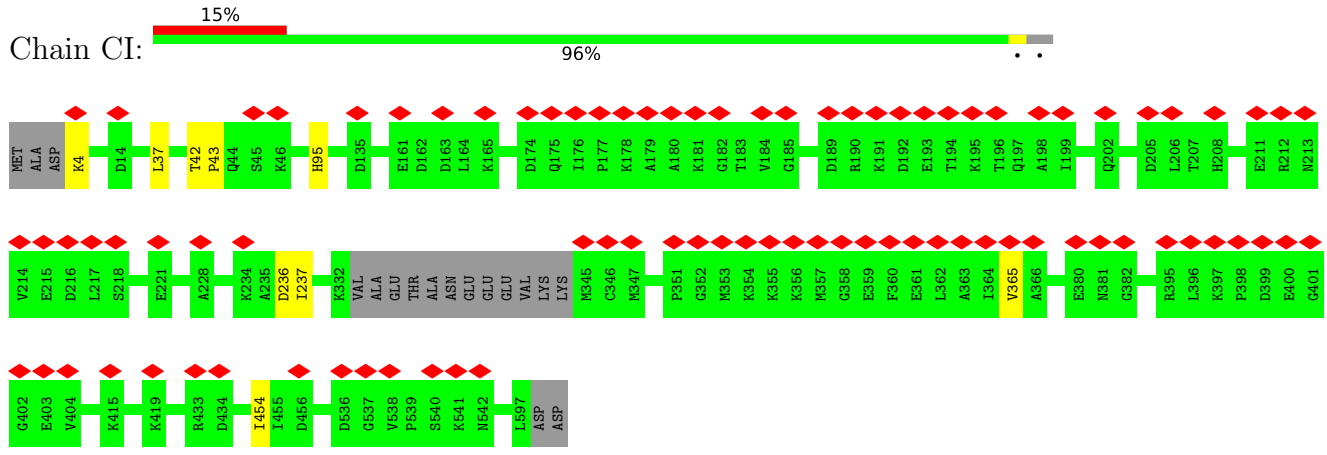 15%
Chain CI:
96% • •
MET ALA ASP K4 D14 L37 T42 P43 Q44 S45 K46 H95 D135 E161 D162 D163 L164 K165 D174 Q175 I176 P177 K178 A179 A180 K181 G182 T183 V184 G185 D189 R190 K191 D192 E193 T194 K195 T196 Q197 A198 I199 Q202 D205 L206 T207 H208 E211 R212 N213
V214 E215 D216 L217 S218 E221 A228 K234 A235 D236 I237 K332 VAL ALA GLU THR ALA ASN GLU GLU GLU VAL LYS LYS M345 C346 M347 P351 G352 M353 K354 K355 K356 M357 G358 E359 F360 E361 L362 A363 I364 V365 A366 E380 N381 G382 R395 L396 K397 P398 D399 E400 G401
G402 E403 V404 K415 K419 R433 D434 I454 I455 D456 D536 G537 V538 P539 S540 K541 N542 L597 ASP ASP